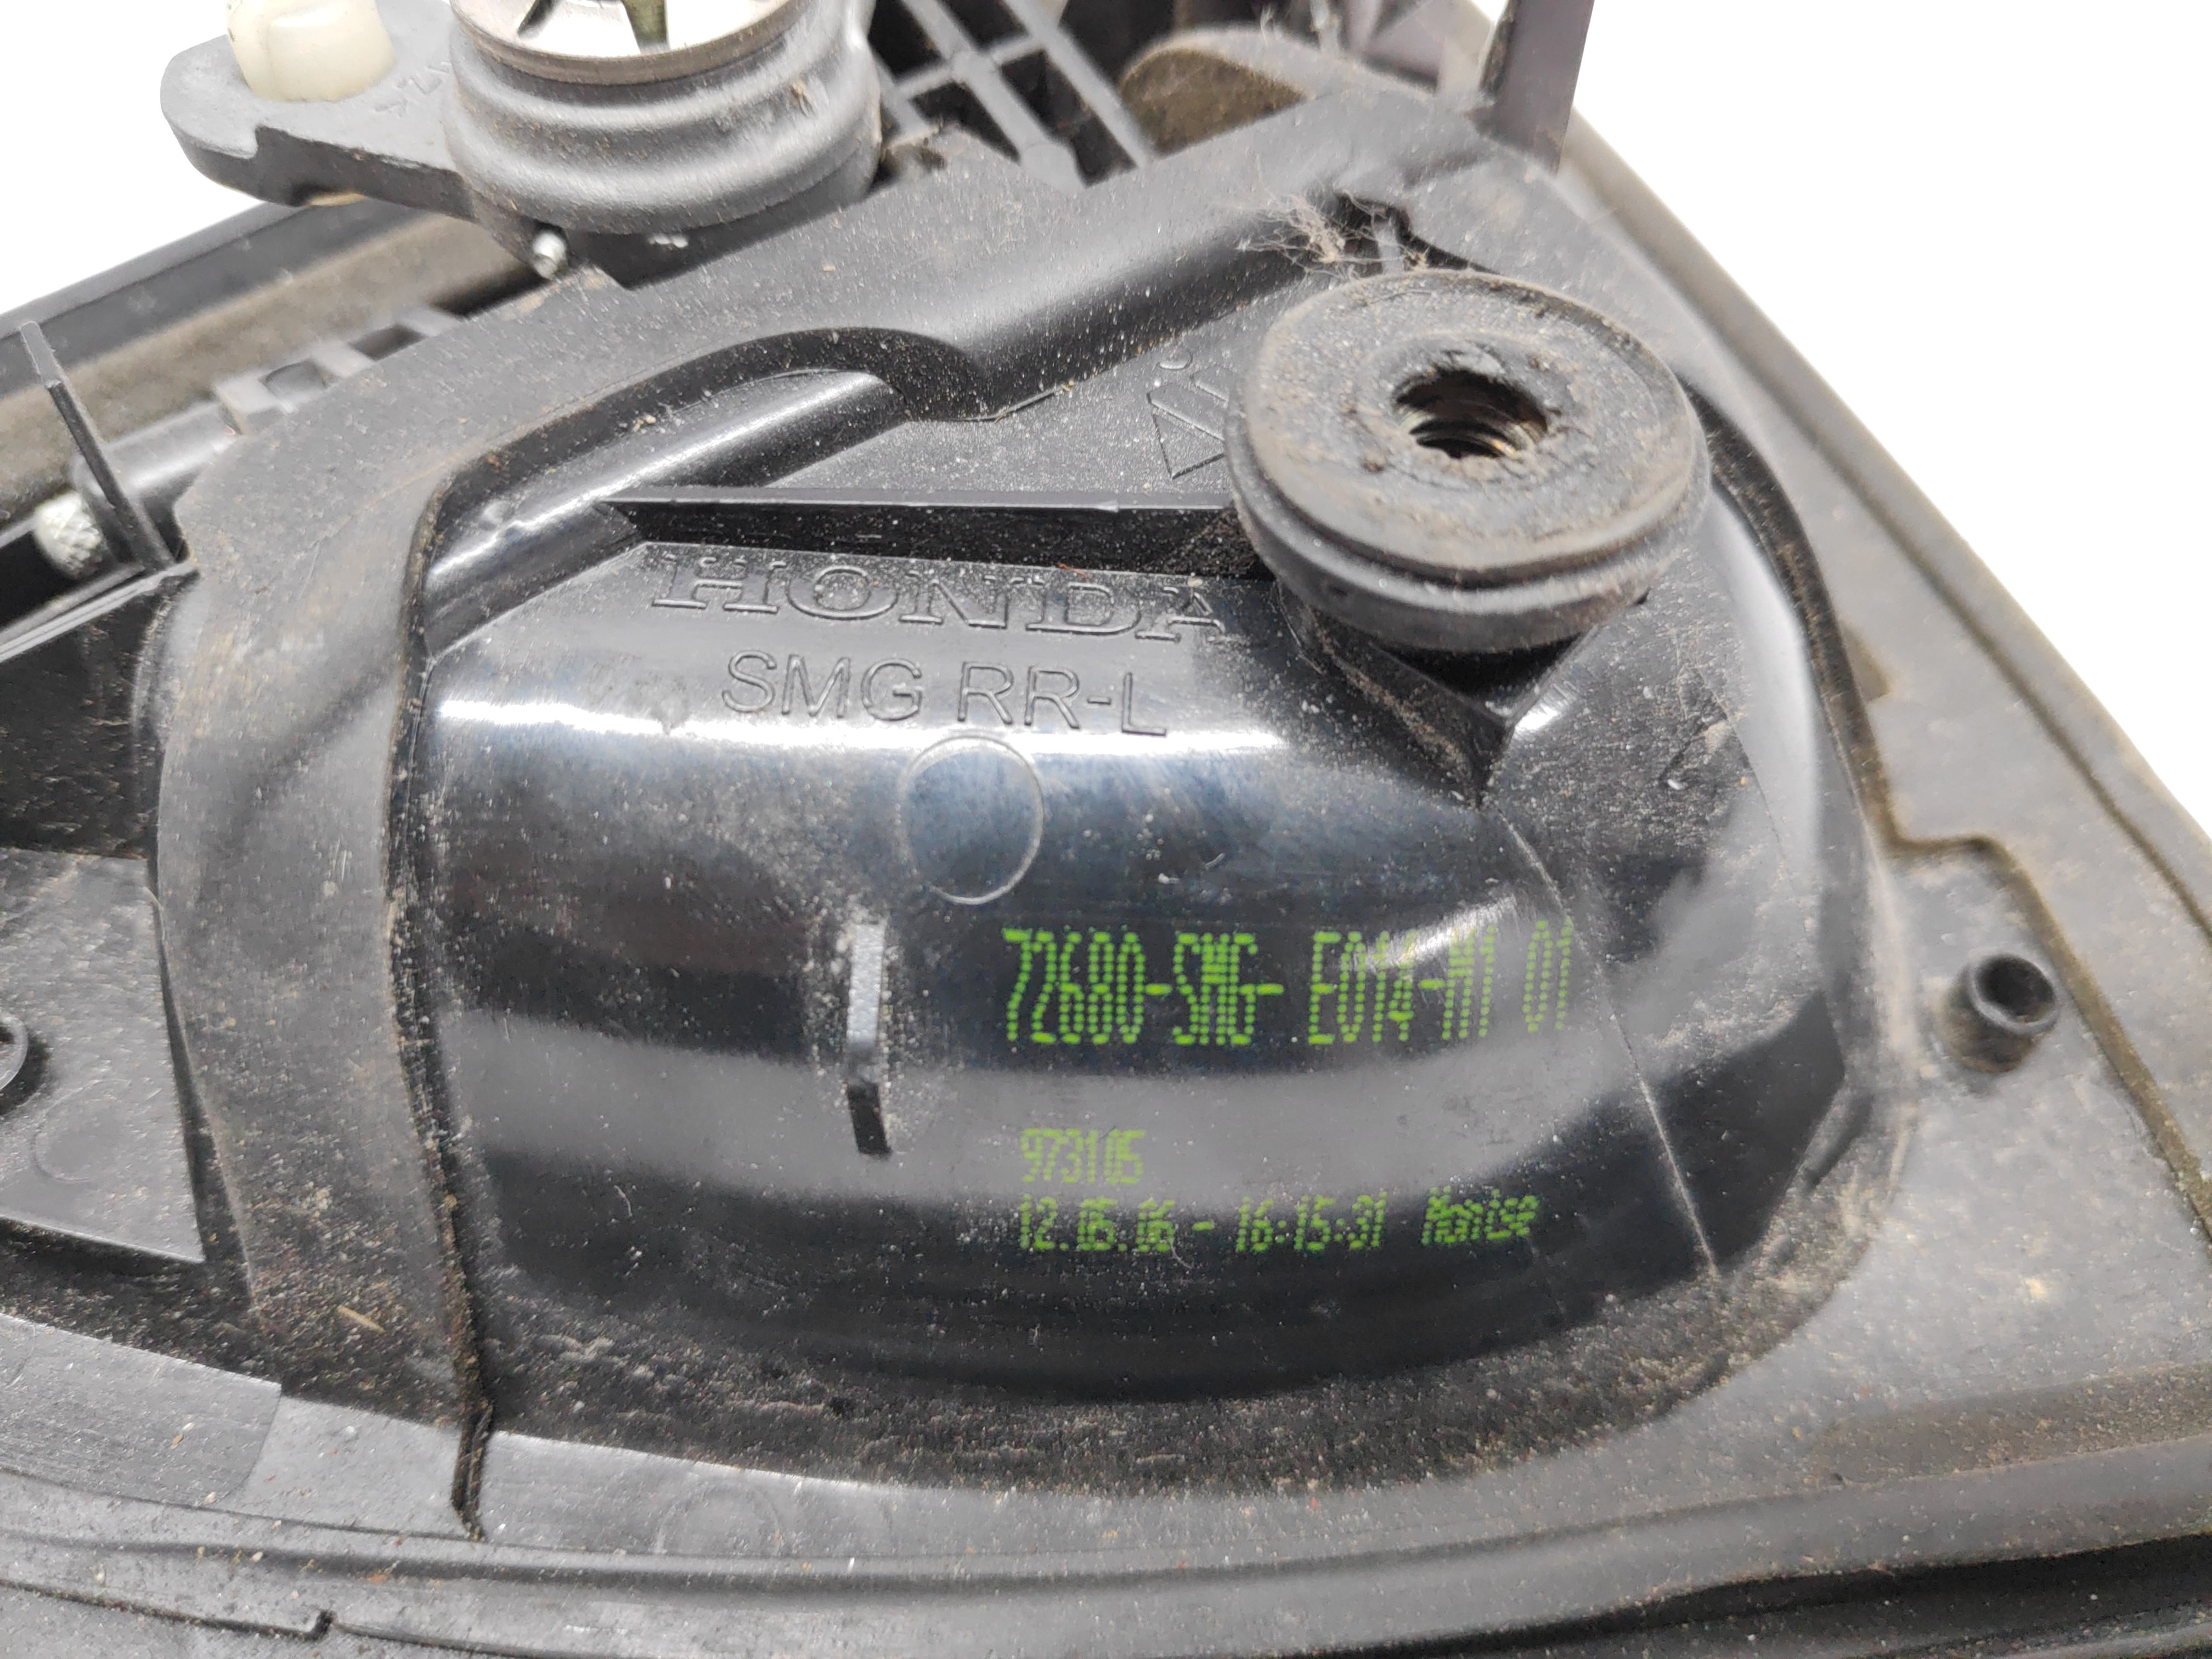 HONDA
SMG RR-L
72680-SMG- E014-M1 01
973105
12.05.06 - 16:15:31